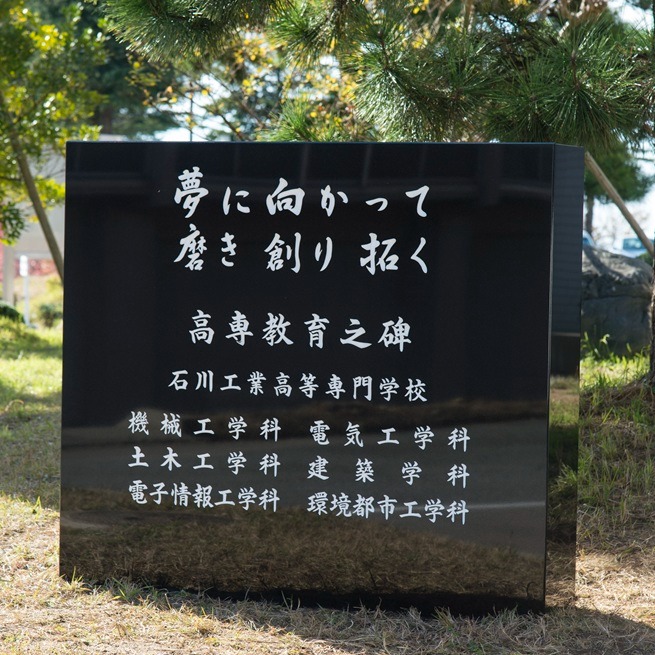 夢に向かって
磨き 創り 拓く
高専教育之碑
石川工業高等専門学校
機械工学科 電気工学科
土木工学科 建築学科
電子情報工学科 環境都市工学科